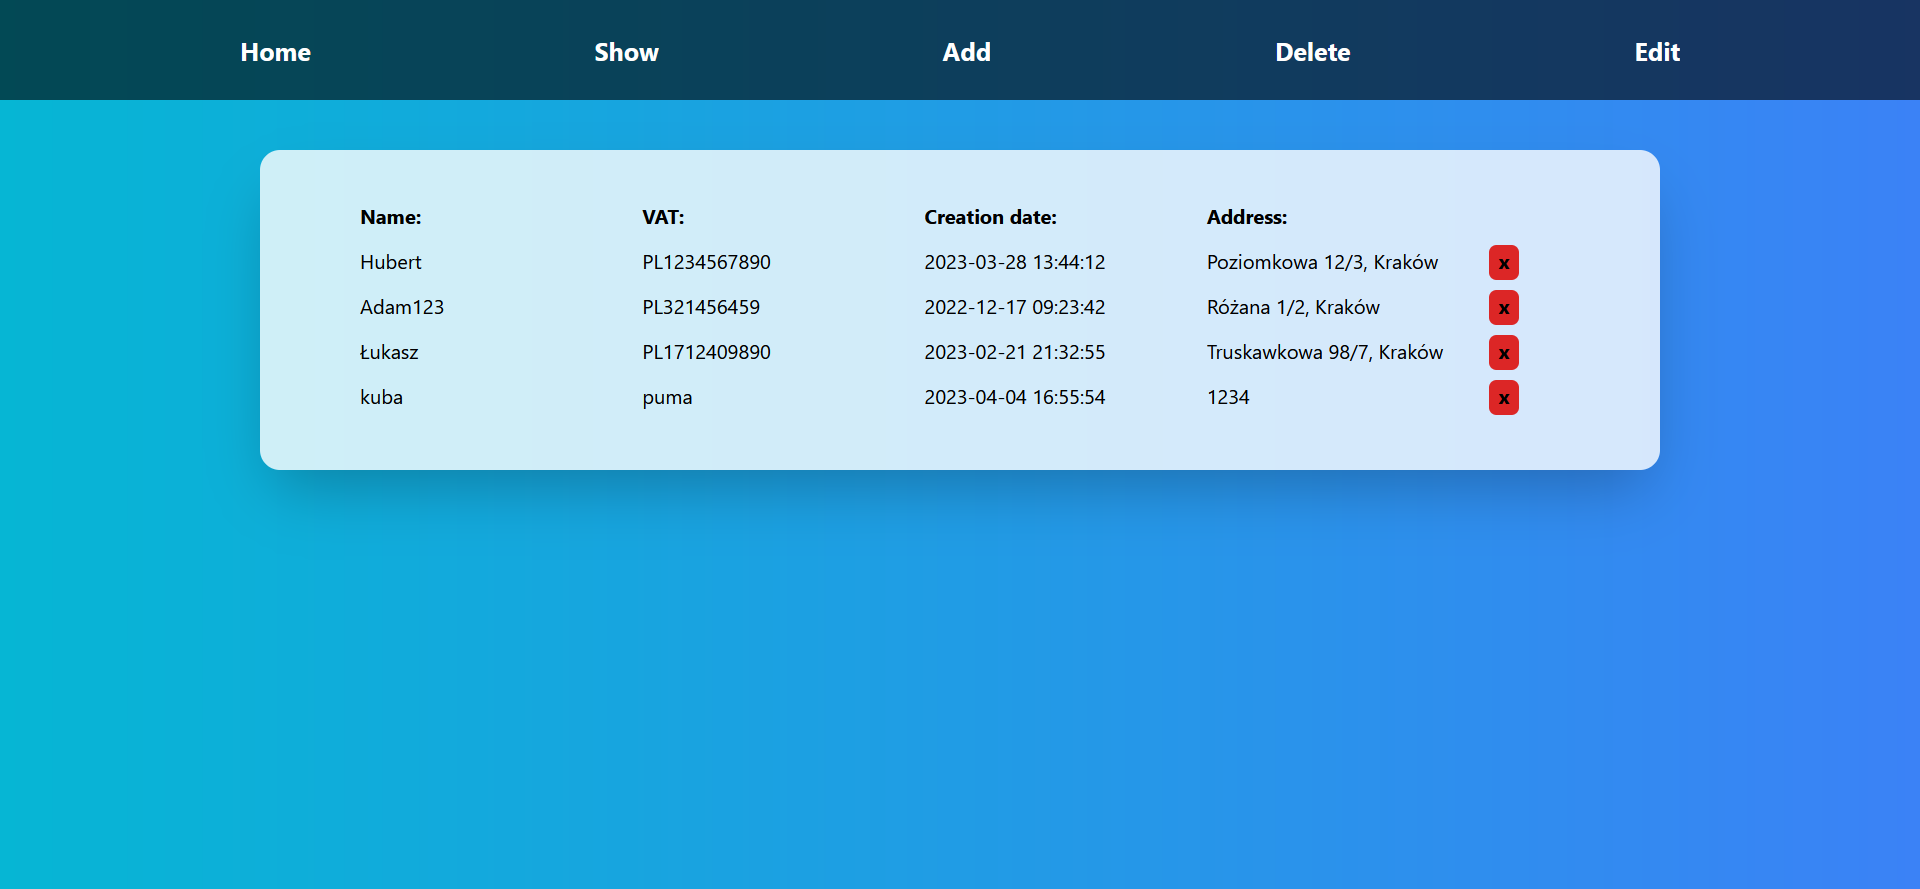 Home Show Add Delete Edit
Name: VAT: Creation date: Address:
Hubert PL1234567890 2023-03-28 13:44:12 Poziomkowa 12/3, Kraków x
Adam123 PL321456459 2022-12-17 09:23:42 Różana 1/2, Kraków x
Łukasz PL1712409890 2023-02-21 21:32:55 Truskawkowa 98/7, Kraków x
kuba puma 2023-04-04 16:55:54 1234 x